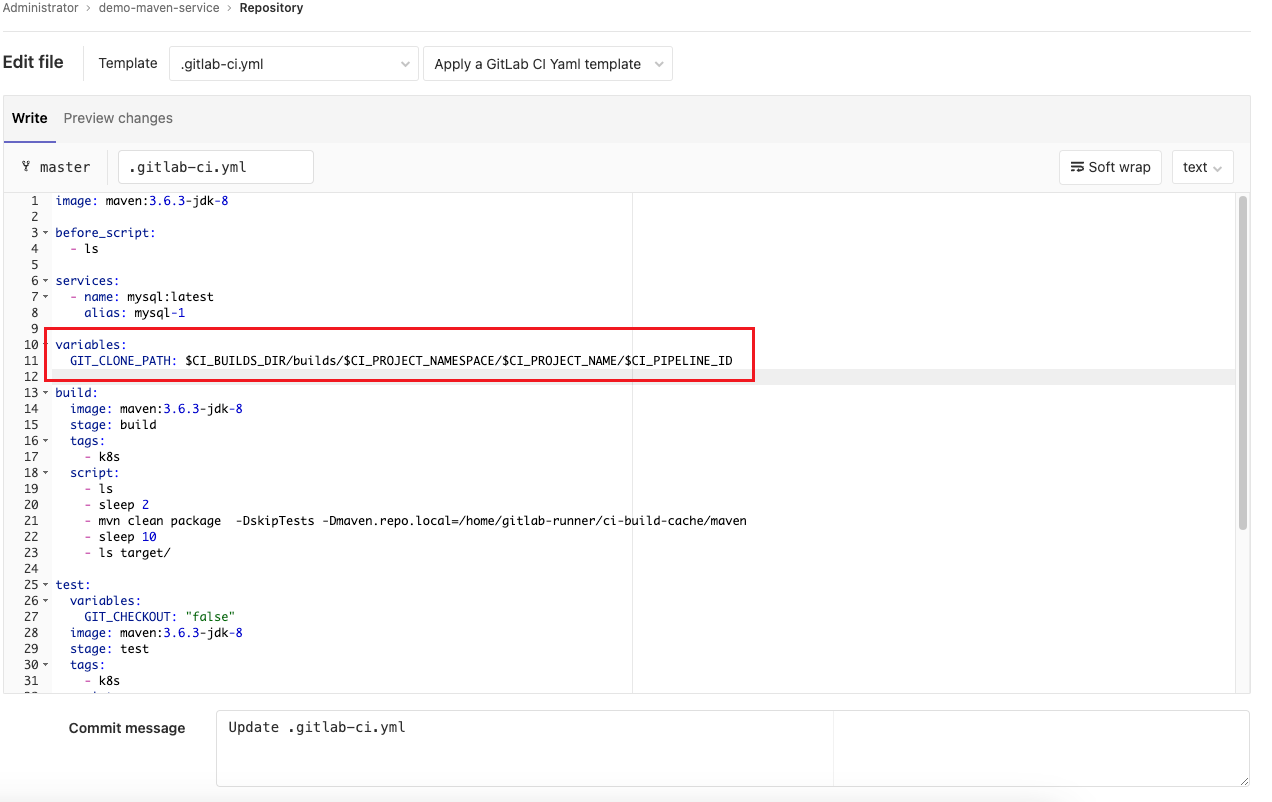 Administrator › demo-maven-service › Repository
Edit file Template .gitlab-ci.yml Apply a GitLab CI Yaml template
Write Preview changes
master .gitlab-ci.yml Soft wrap text
1 image: maven:3.6.3-jdk-8
2
3 before_script:
4   - ls
5
6 services:
7   - name: mysql:latest
8     alias: mysql-1
9
10 variables:
11   GIT_CLONE_PATH: $CI_BUILDS_DIR/builds/$CI_PROJECT_NAMESPACE/$CI_PROJECT_NAME/$CI_PIPELINE_ID
12
13 build:
14   image: maven:3.6.3-jdk-8
15   stage: build
16   tags:
17     - k8s
18   script:
19     - ls
20     - sleep 2
21     - mvn clean package  -DskipTests -Dmaven.repo.local=/home/gitlab-runner/ci-build-cache/maven
22     - sleep 10
23     - ls target/
24
25 test:
26   variables:
27     GIT_CHECKOUT: "false"
28   image: maven:3.6.3-jdk-8
29   stage: test
30   tags:
31     - k8s
Commit message Update .gitlab-ci.yml